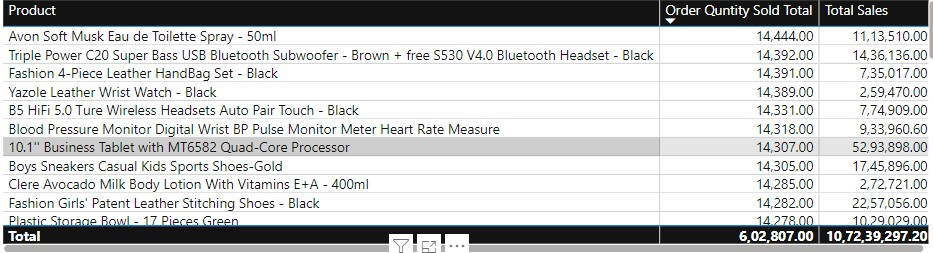 Product Order Quntity Sold Total Total Sales
Avon Soft Musk Eau de Toilette Spray - 50ml 14,444.00 11,13,510.00
Triple Power C20 Super Bass USB Bluetooth Subwoofer - Brown + free S530 V4.0 Bluetooth Headset - Black 14,392.00 14,36,136.00
Fashion 4-Piece Leather HandBag Set - Black 14,391.00 7,35,017.00
Yazole Leather Wrist Watch - Black 14,389.00 2,59,470.00
B5 HiFi 5.0 Ture Wireless Headsets Auto Pair Touch - Black 14,331.00 7,74,909.00
Blood Pressure Monitor Digital Wrist BP Pulse Monitor Meter Heart Rate Measure 14,318.00 9,33,960.60
10.1" Business Tablet with MT6582 Quad-Core Processor 14,307.00 52,93,898.00
Boys Sneakers Casual Kids Sports Shoes-Gold 14,305.00 17,45,896.00
Clere Avocado Milk Body Lotion With Vitamins E+A - 400ml 14,285.00 2,72,721.00
Fashion Girls' Patent Leather Stitching Shoes - Black 14,282.00 22,57,056.00
Plastic Storage Bowl - 17 Pieces Green 14,278.00 10,29,029.00
Total 6,02,807.00 10,72,39,297.20